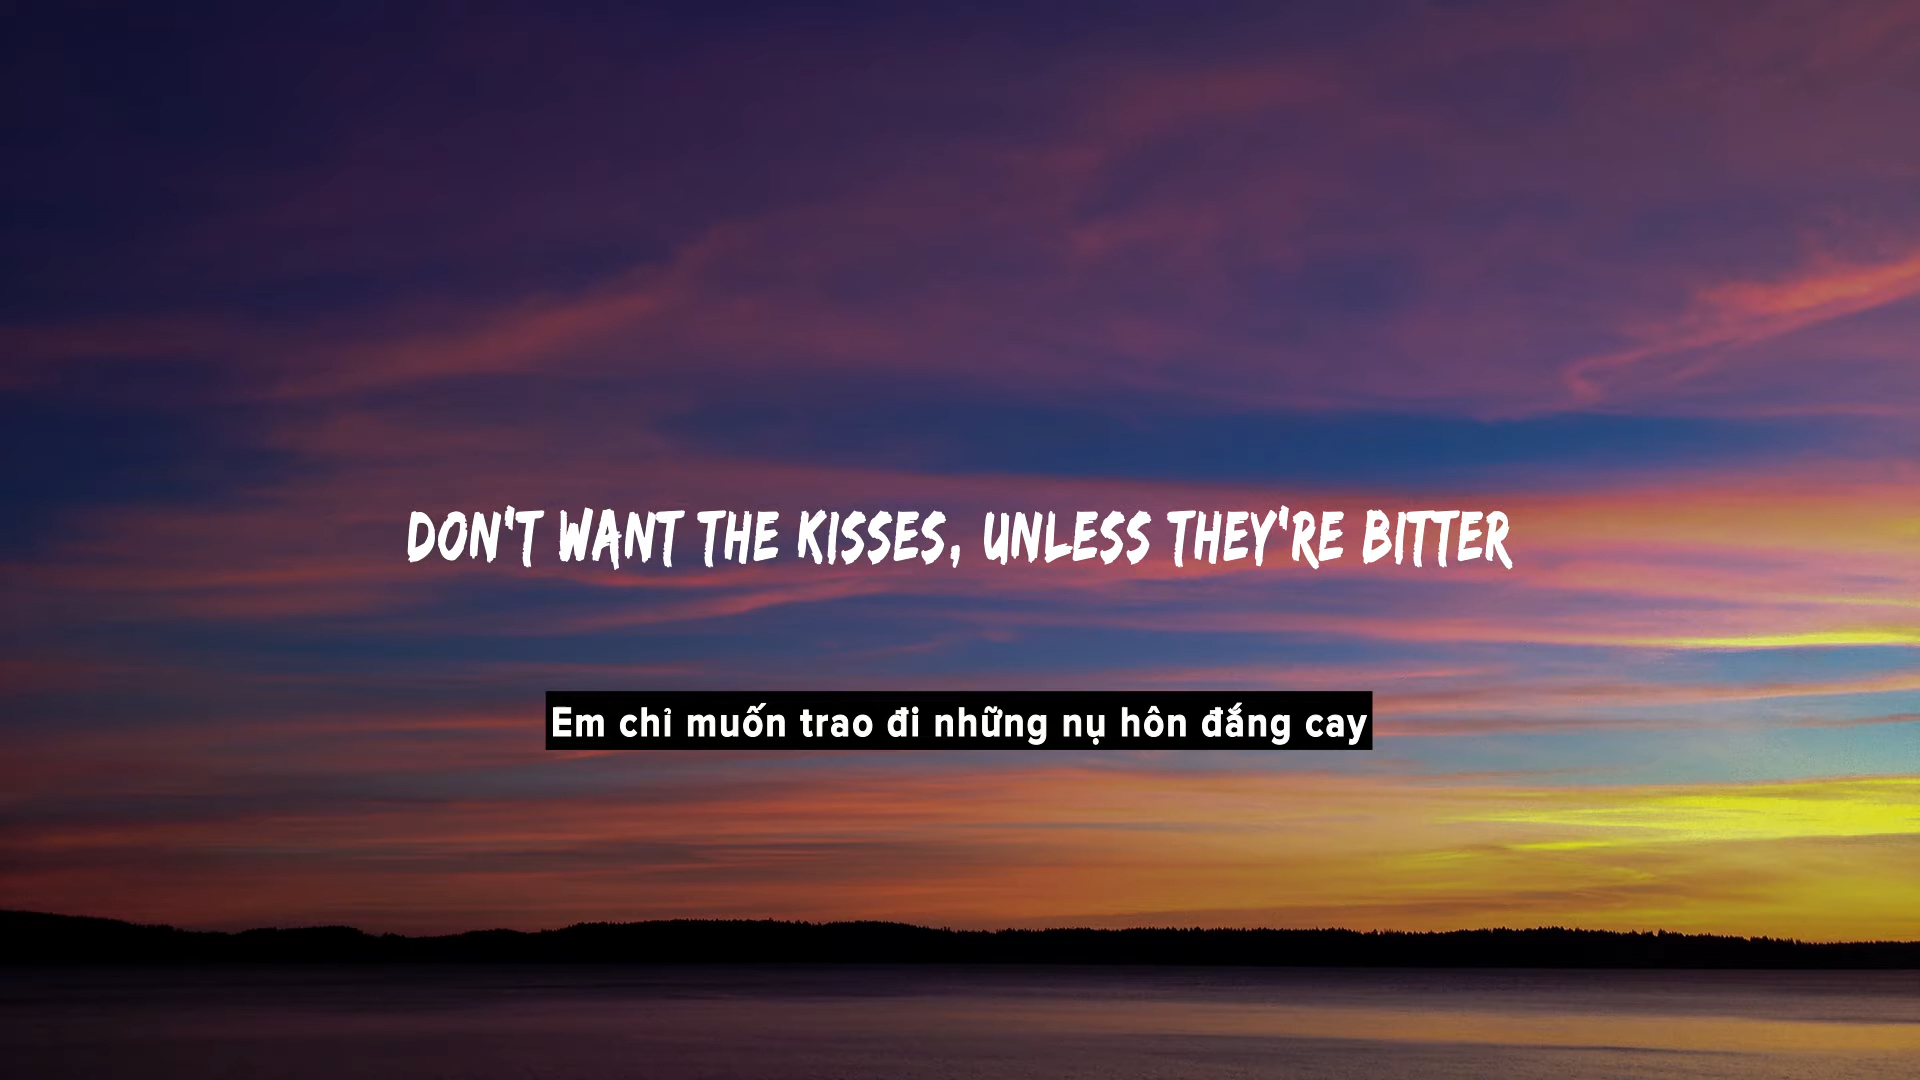 DON'T WANT THE KISSES, UNLESS THEY'RE BITTER
Em chỉ muốn trao đi những nụ hôn đắng cay